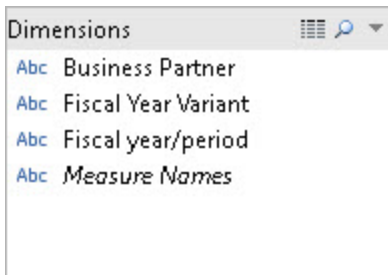 Dimensions
Abc Business Partner
Abc Fiscal Year Variant
Abc Fiscal year/period
Abc Measure Names